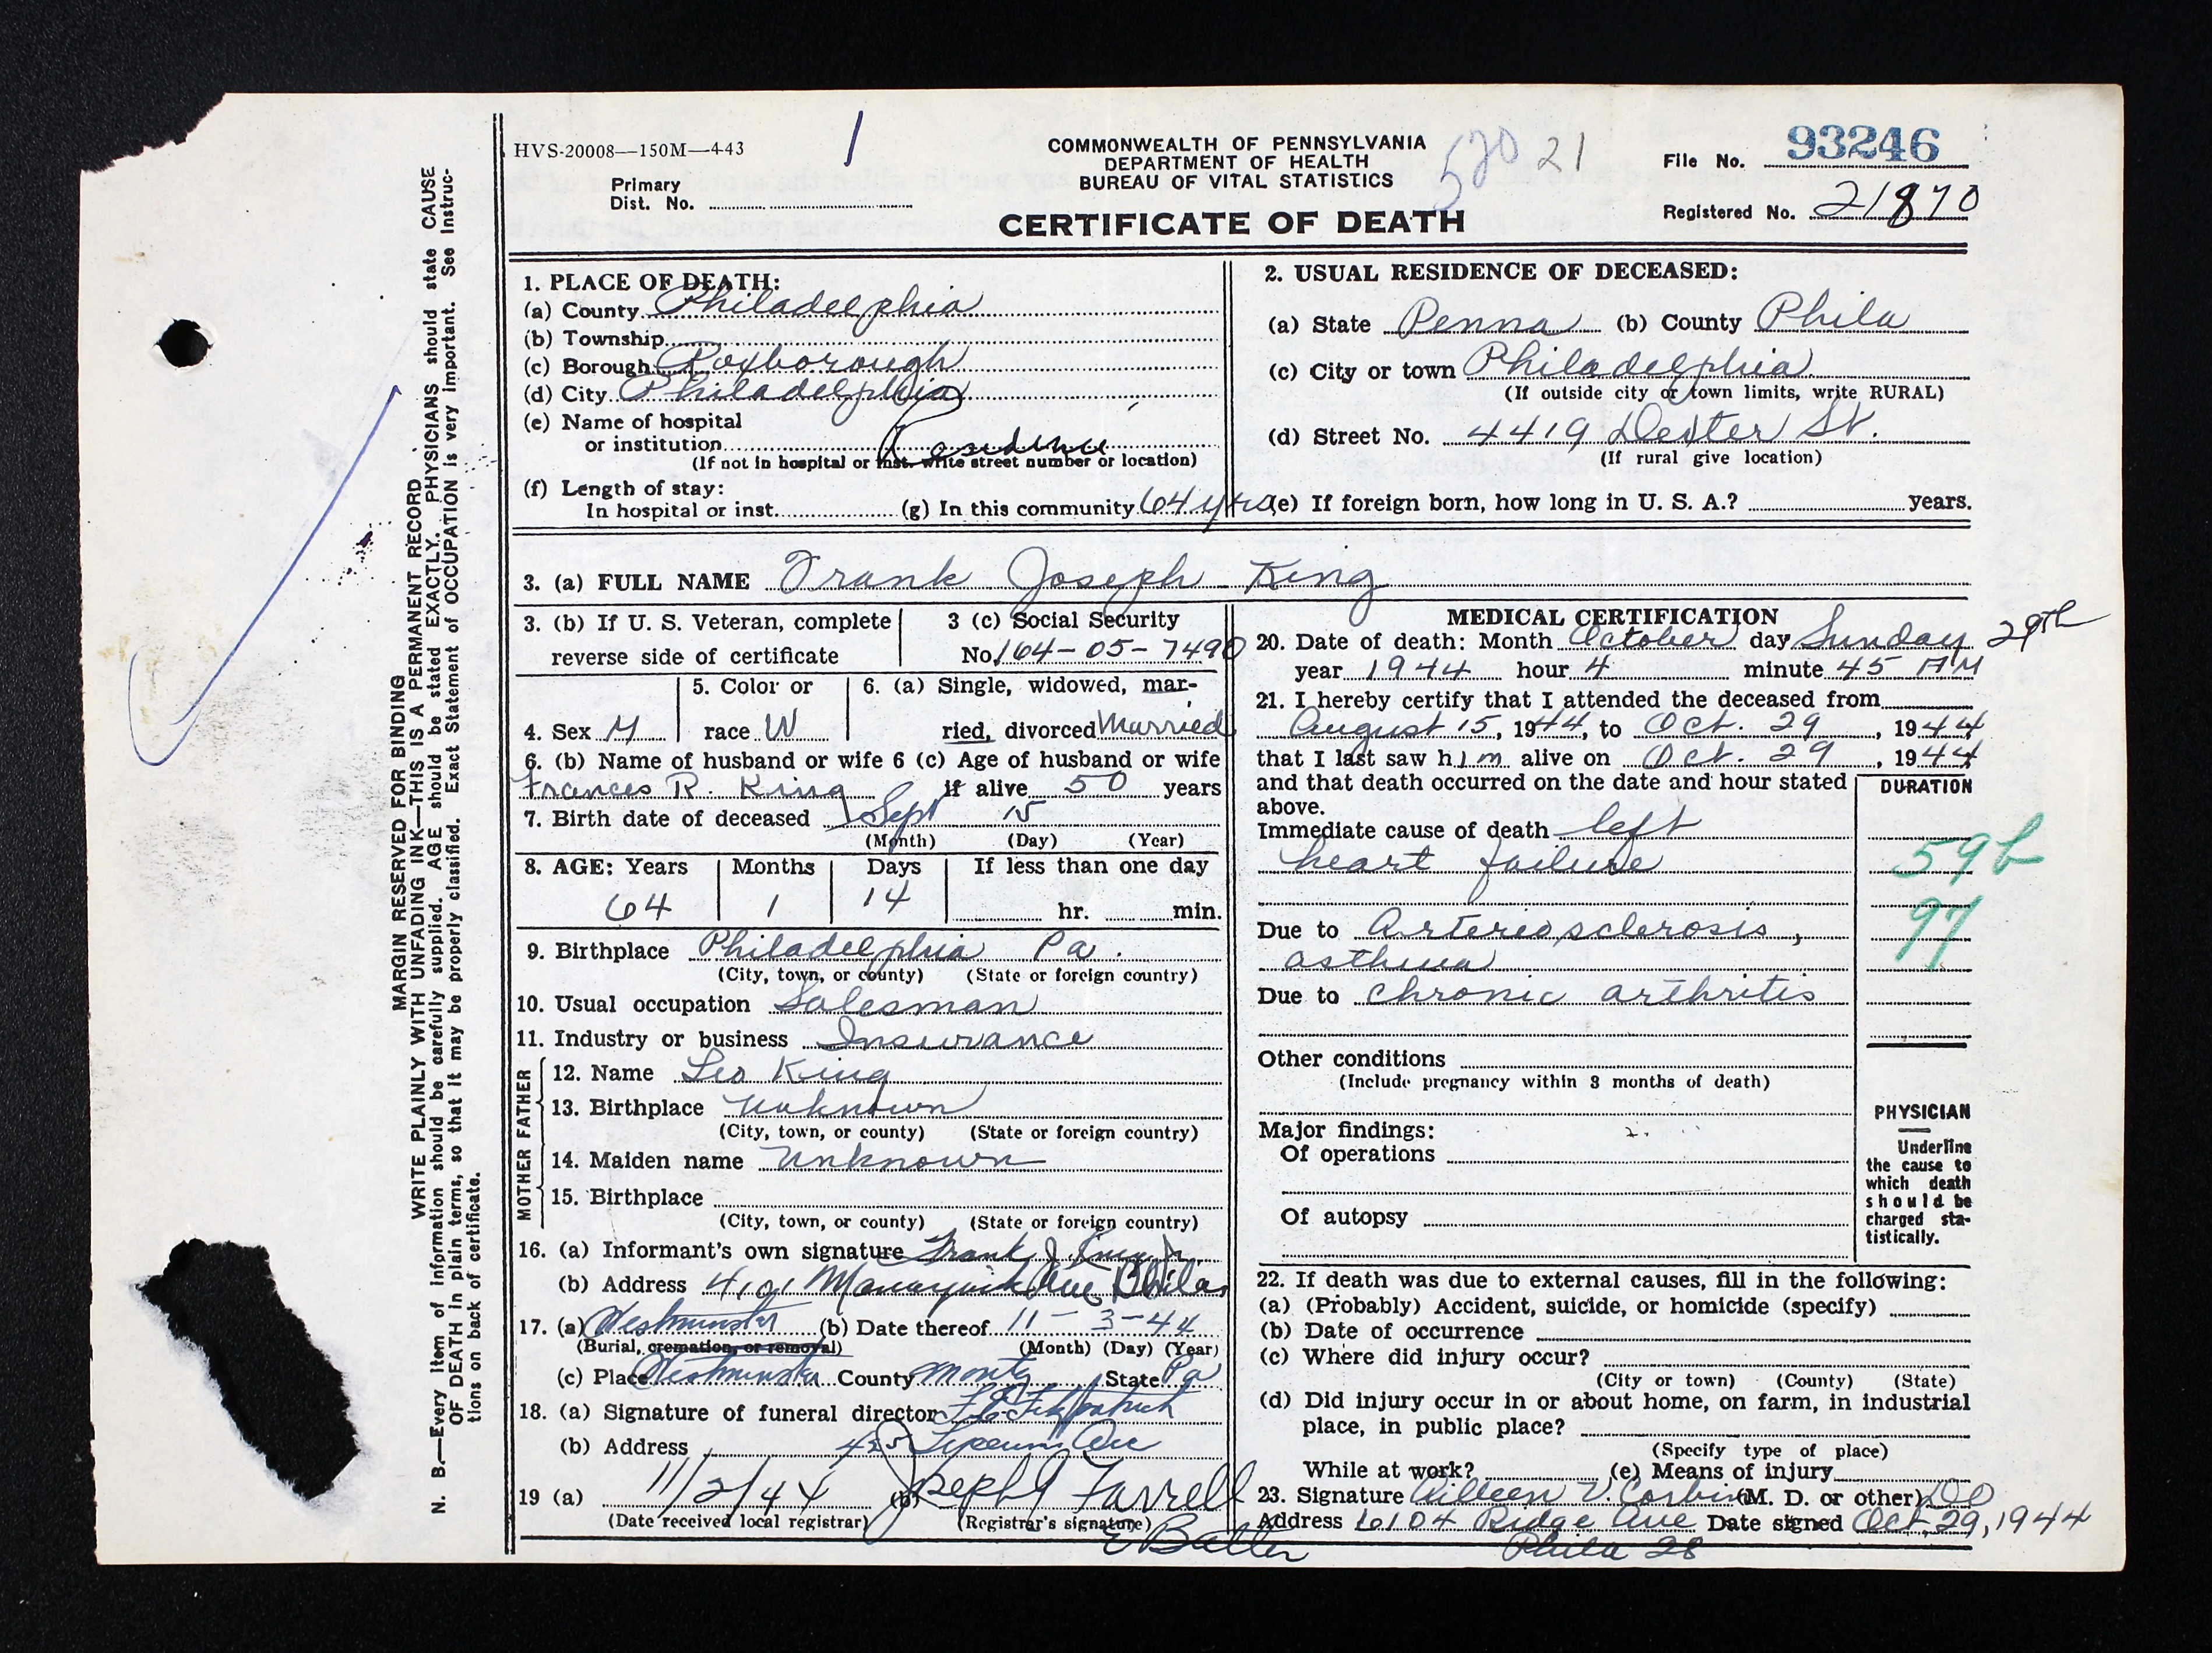 HVS-20008—150M—4-43
1
COMMONWEALTH OF PENNSYLVANIA
DEPARTMENT OF HEALTH
BUREAU OF VITAL STATISTICS
520 21
File No. 93246
Primary
Dist. No.
Registered No. 21870
CERTIFICATE OF DEATH
MARGIN RESERVED FOR BINDING
WRITE PLAINLY WITH UNFADING INK—THIS IS A PERMANENT RECORD
N. B.—Every item of information should be carefully supplied. AGE should be stated EXACTLY. PHYSICIANS should state CAUSE
OF DEATH in plain terms, so that it may be properly classified. Exact Statement of OCCUPATION is very important. See Instruc-
tions on back of certificate.
1. PLACE OF DEATH:
(a) County Philadelphia
(b) Township
(c) Borough Roxborough
(d) City Philadelphia
(e) Name of hospital
or institution Residence
(If not in hospital or inst. write street number or location)
(f) Length of stay:
In hospital or inst. (g) In this community 64 yrs
2. USUAL RESIDENCE OF DECEASED:
(a) State Penna (b) County Phila
(c) City or town Philadelphia
(If outside city or town limits, write RURAL)
(d) Street No. 4419 Dexter St.
(If rural give location)
(e) If foreign born, how long in U. S. A.? years.
3. (a) FULL NAME Frank Joseph King
3. (b) If U. S. Veteran, complete
reverse side of certificate
3 (c) Social Security
No. 164-05-7490
4. Sex M
5. Color or
race W
6. (a) Single, widowed, mar-
ried, divorced Married
6. (b) Name of husband or wife 6 (c) Age of husband or wife
Frances R. King if alive 50 years
7. Birth date of deceased Sept 15
(Month) (Day) (Year)
8. AGE: Years Months Days If less than one day
64 1 14 hr. min.
9. Birthplace Philadelphia Pa.
(City, town, or county) (State or foreign country)
10. Usual occupation Salesman
11. Industry or business Insurance
FATHER
12. Name Leo King
13. Birthplace Unknown
(City, town, or county) (State or foreign country)
MOTHER
14. Maiden name Unknown
15. Birthplace
(City, town, or county) (State or foreign country)
16. (a) Informant's own signature Frank J King Jr.
(b) Address 4101 Manayunk Ave Phila
17. (a) Westminster (b) Date thereof 11-3-44
(Burial, cremation, or removal) (Month) (Day) (Year)
(c) Place Westminster County Montg State Pa
18. (a) Signature of funeral director Fitzpatrick
(b) Address 425 Lyceum Ave
19 (a) 11/2/44 (b) Joseph J Farrell
(Date received local registrar) (Registrar's signature)
MEDICAL CERTIFICATION
20. Date of death: Month October day Sunday 29th
year 1944 hour 4 minute 45 AM
21. I hereby certify that I attended the deceased from
August 15, 1944, to Oct. 29, 1944
that I last saw him alive on Oct. 29, 1944
and that death occurred on the date and hour stated
above.
DURATION
Immediate cause of death left
heart failure
59b
97
Due to Arteriosclerosis,
asthma
Due to chronic arthritis
Other conditions
(Include pregnancy within 3 months of death)
Major findings:
Of operations
Of autopsy
PHYSICIAN
Underline
the cause to
which death
should be
charged sta-
tistically.
22. If death was due to external causes, fill in the following:
(a) (Probably) Accident, suicide, or homicide (specify)
(b) Date of occurrence
(c) Where did injury occur?
(City or town) (County) (State)
(d) Did injury occur in or about home, on farm, in industrial
place, in public place?
(Specify type of place)
While at work? (e) Means of injury
23. Signature Aileen V. Corbin (M. D. or other) DO
Address 6104 Ridge Ave Date signed Oct. 29, 1944
Phila 28